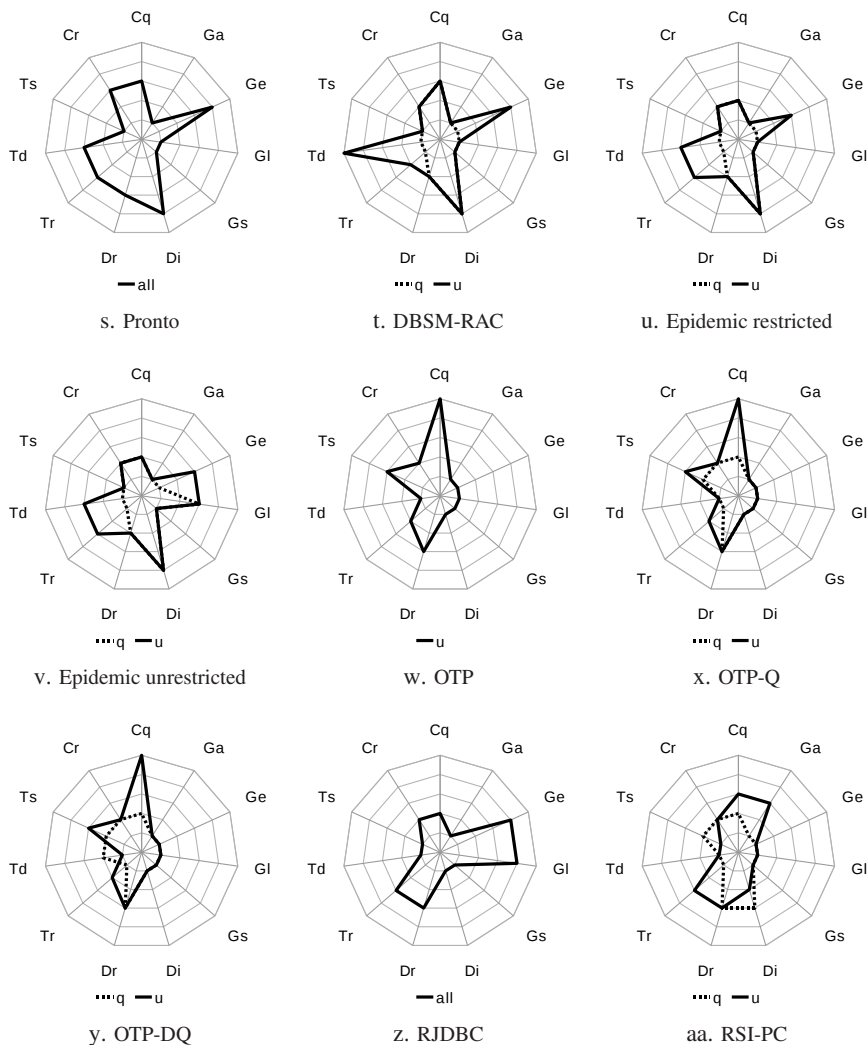 Cq Cq Cq
Cr Ga Cr Ga Cr Ga
Ts Ge Ts Ge Ts Ge
Td Gl Td Gl Td Gl
Tr Gs Tr Gs Tr Gs
Dr Di Dr Di Dr Di
all q u q u
s. Pronto t. DBSM-RAC u. Epidemic restricted
Cq Cq Cq
Cr Ga Cr Ga Cr Ga
Ts Ge Ts Ge Ts Ge
Td Gl Td Gl Td Gl
Tr Gs Tr Gs Tr Gs
Dr Di Dr Di Dr Di
q u u q u
v. Epidemic unrestricted w. OTP x. OTP-Q
Cq Cq Cq
Cr Ga Cr Ga Cr Ga
Ts Ge Ts Ge Ts Ge
Td Gl Td Gl Td Gl
Tr Gs Tr Gs Tr Gs
Dr Di Dr Di Dr Di
q u all q u
y. OTP-DQ z. RJDBC aa. RSI-PC